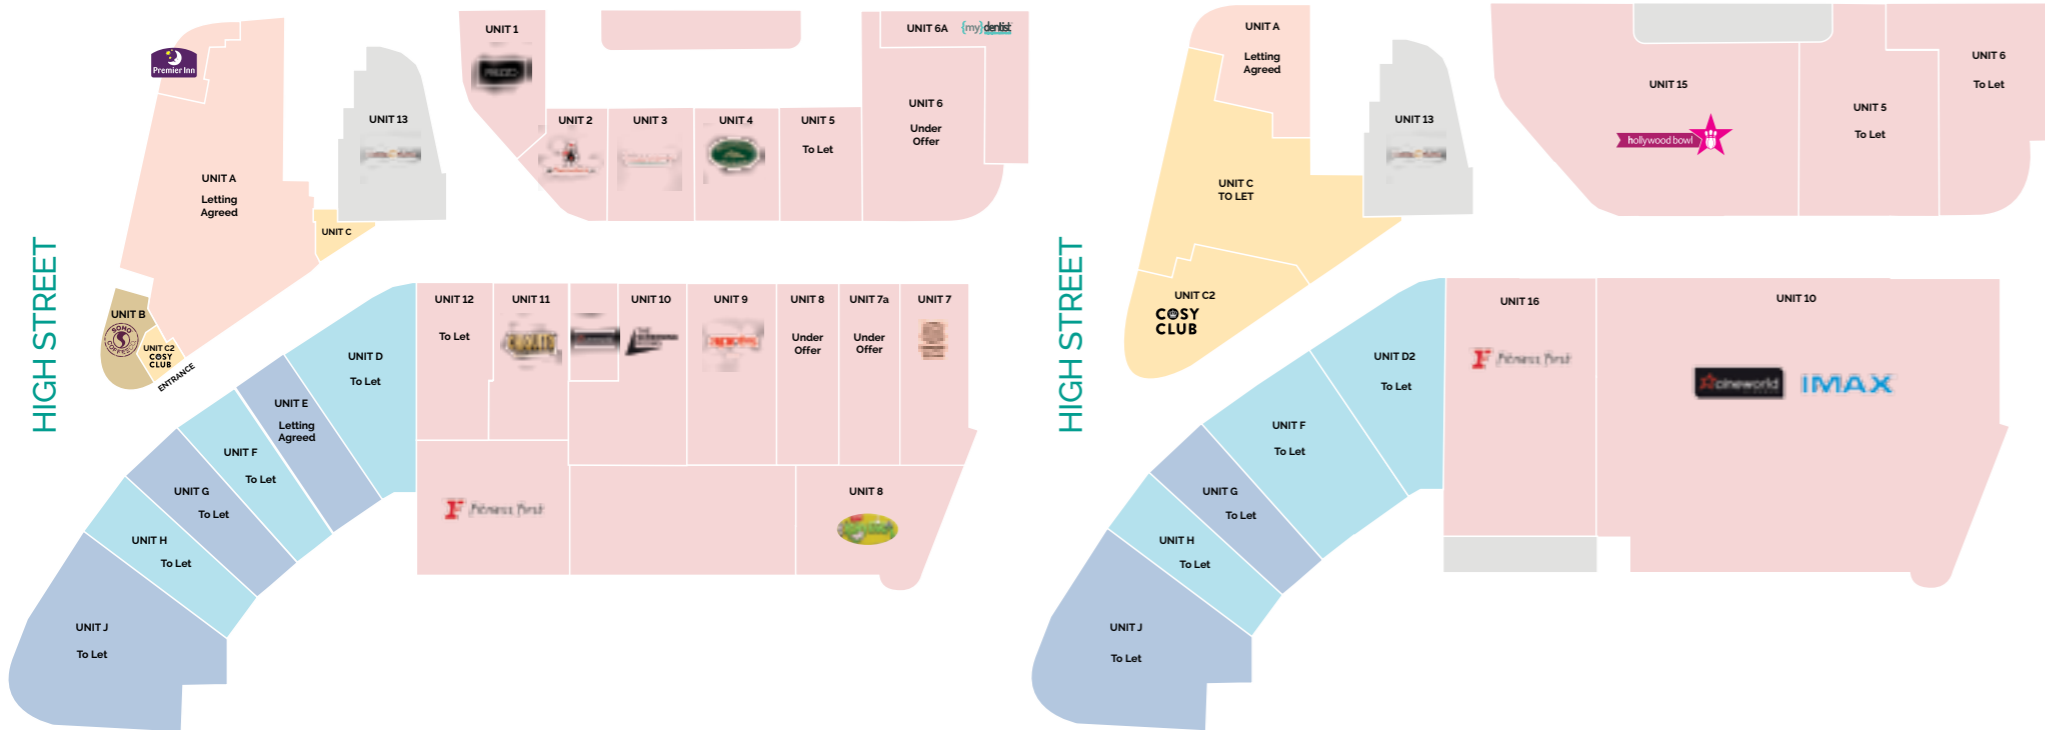 HIGH STREET
Premier Inn
UNIT A
Letting
Agreed
UNIT 13
UNIT C
UNIT B
SOHO
COFFEE CO.
UNIT C2
COSY
CLUB
ENTRANCE
UNIT 1
UNIT 2
UNIT 3
UNIT 4
UNIT 5
To Let
UNIT 6A
{my}dentist
UNIT 6
Under
Offer
UNIT D
To Let
UNIT E
Letting
Agreed
UNIT F
To Let
UNIT G
To Let
UNIT H
To Let
UNIT J
To Let
UNIT 12
To Let
UNIT 11
UNIT 10
UNIT 9
UNIT 8
Under
Offer
UNIT 7a
Under
Offer
UNIT 7
Fitness First
UNIT 8
HIGH STREET
UNIT A
Letting
Agreed
UNIT C
TO LET
UNIT 13
UNIT C2
COSY
CLUB
UNIT 15
hollywood bowl
UNIT 5
To Let
UNIT 6
To Let
UNIT D2
To Let
UNIT F
To Let
UNIT G
To Let
UNIT H
To Let
UNIT J
To Let
UNIT 16
Fitness First
UNIT 10
cineworld
IMAX